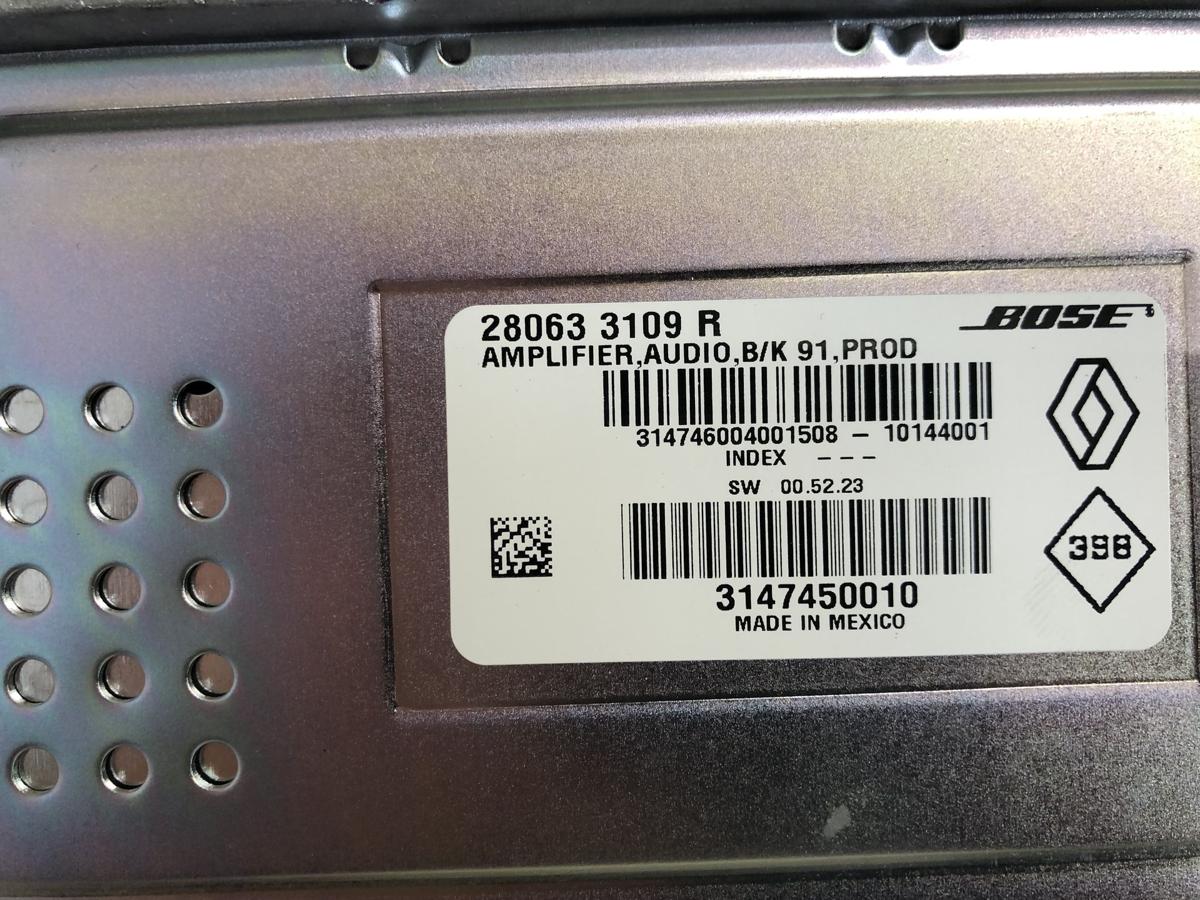 28063 3109 R
BOSE
AMPLIFIER,AUDIO,B/K 91,PROD
314746004001508 - 10144001
INDEX ---
SW 00.52.23
398
3147450010
MADE IN MEXICO